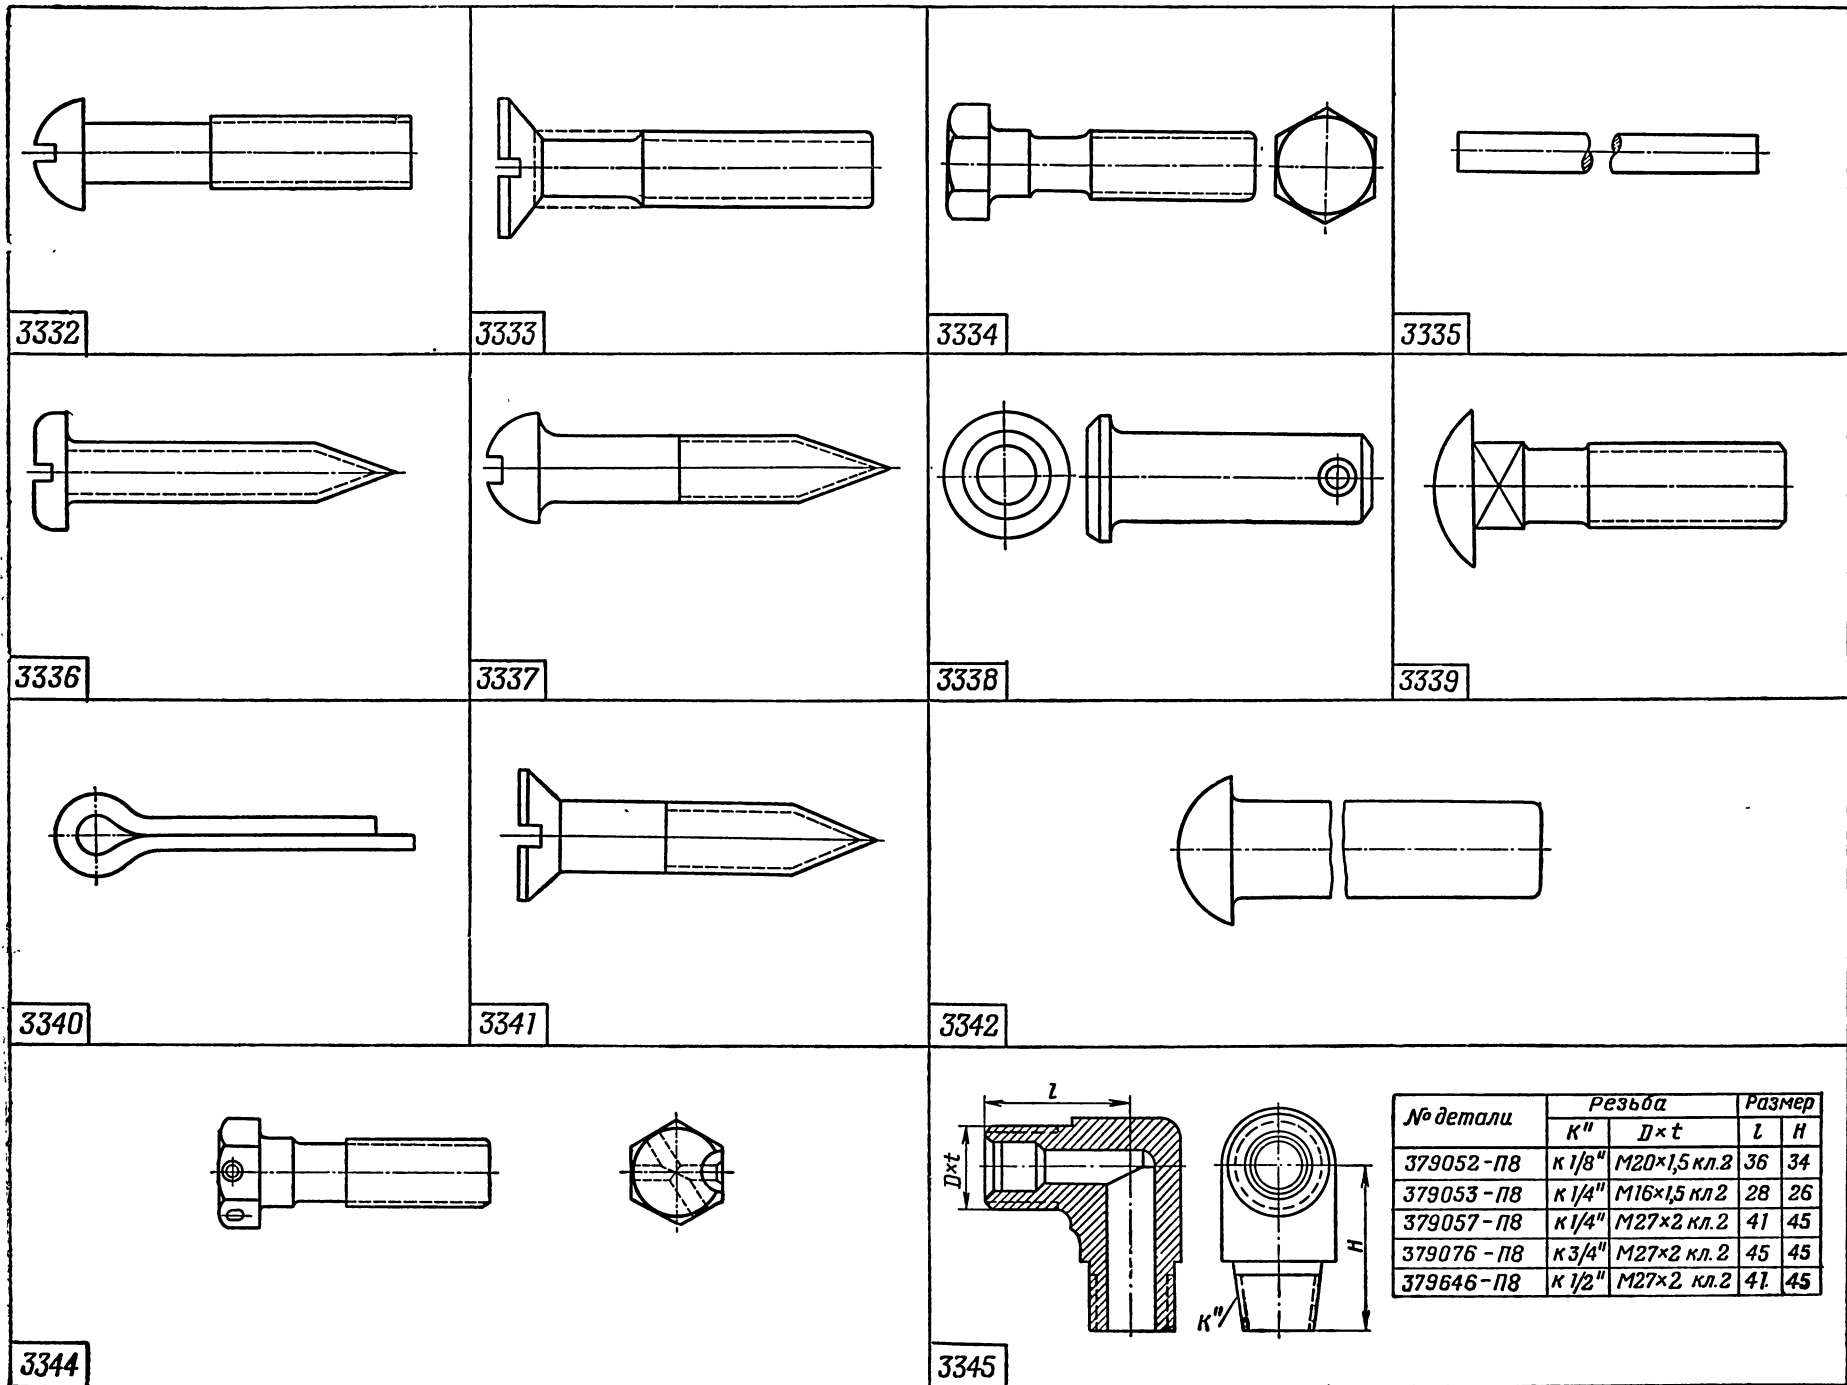 3332
3333
3334
3335
3336
3337
3338
3339
3340
3341
3342
3344
l
D×t
H
K"
№ детали Резьба Размер
K" D×t l H
379052-П8 К 1/8" М20×1,5 кл.2 36 34
379053-П8 К 1/4" М16×1,5 кл 2 28 26
379057-П8 К 1/4" М27×2 кл.2 41 45
379076-П8 К 3/4" М27×2 кл.2 45 45
379646-П8 К 1/2" М27×2 кл.2 41. 45
3345